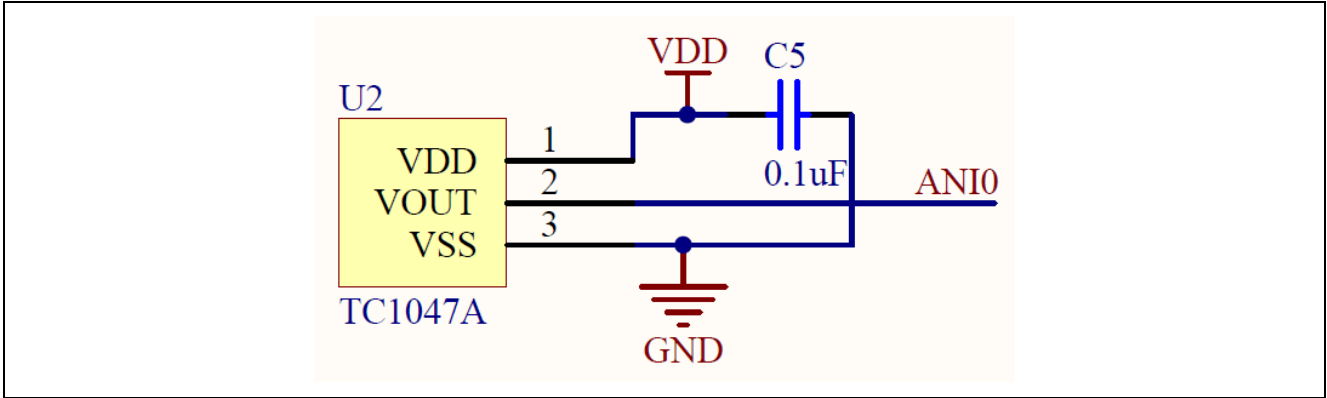 VDD
C5
U2
VDD
1
VOUT
2
VSS
3
0.1uF
ANI0
TC1047A
GND